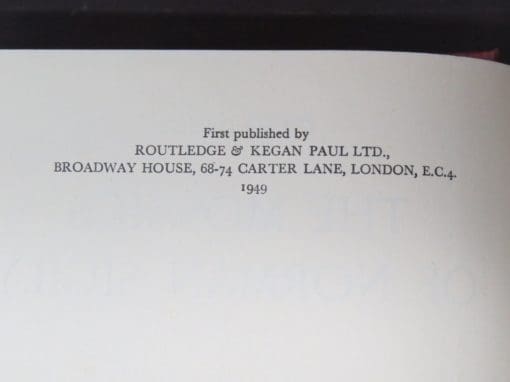 First published by
ROUTLEDGE & KEGAN PAUL LTD.,
BROADWAY HOUSE, 68-74 CARTER LANE, LONDON, E.C.4.
1949